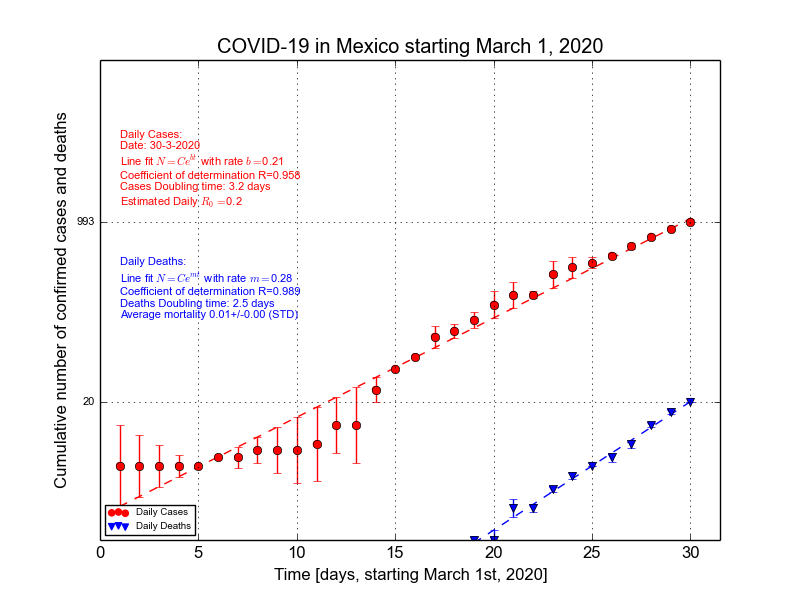 COVID-19 in Mexico starting March 1, 2020
Cumulative number of confirmed cases and deaths
Daily Cases:
Date: 30-3-2020
Line fit N=Ce^{bt} with rate b=0.21
Coefficient of determination R=0.958
Cases Doubling time: 3.2 days
Estimated Daily R_0=0.2
993
Daily Deaths:
Line fit N=Ce^{mt} with rate m=0.28
Coefficient of determination R=0.989
Deaths Doubling time: 2.5 days
Average mortality 0.01+/-0.00 (STD)
20
Daily Cases
Daily Deaths
0 5 10 15 20 25 30
Time [days, starting March 1st, 2020]